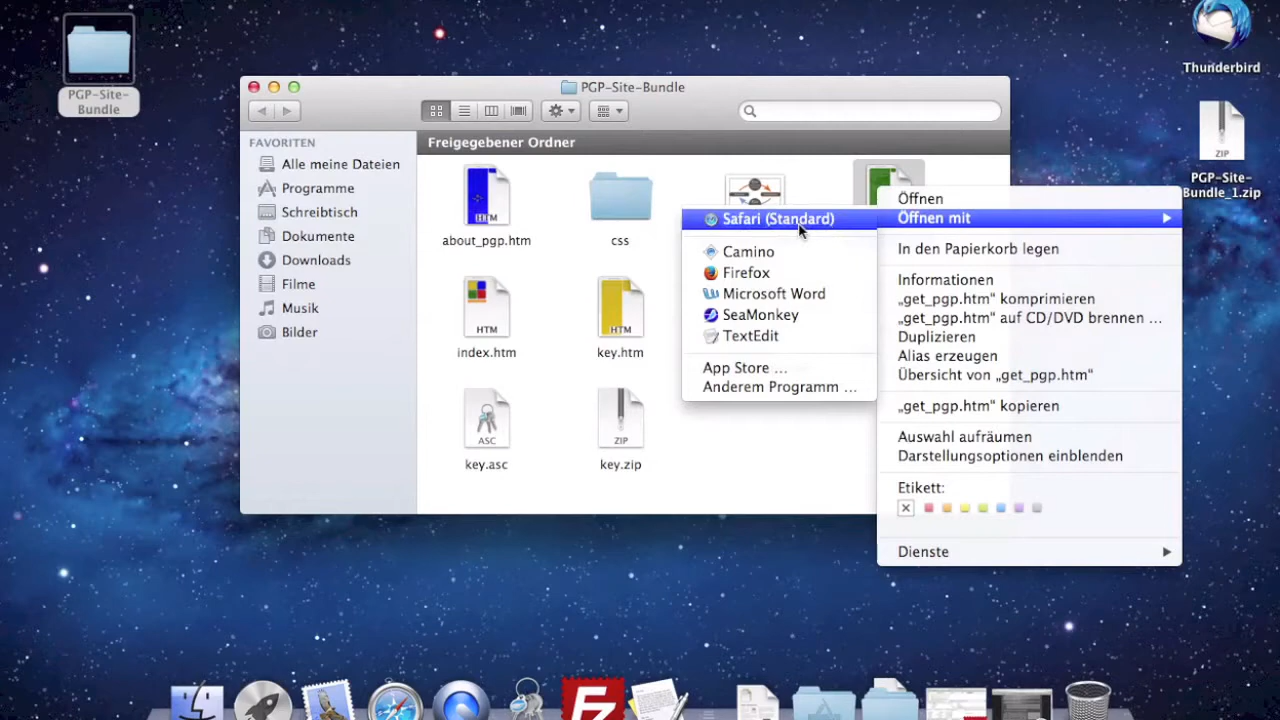 PGP-Site-
Bundle
Thunderbird
ZIP
PGP-Site-
Bundle_1.zip
PGP-Site-Bundle
FAVORITEN
Alle meine Dateien
Programme
Schreibtisch
Dokumente
Downloads
Filme
Musik
Bilder
Freigegebener Ordner
HTM
about_pgp.htm
css
HTM
index.htm
HTM
key.htm
ASC
key.asc
ZIP
key.zip
Öffnen
Öffnen mit
In den Papierkorb legen
Informationen
„get_pgp.htm“ komprimieren
„get_pgp.htm“ auf CD/DVD brennen ...
Duplizieren
Alias erzeugen
Übersicht von „get_pgp.htm“
„get_pgp.htm“ kopieren
Auswahl aufräumen
Darstellungsoptionen einblenden
Etikett:
Dienste
Safari (Standard)
Camino
Firefox
Microsoft Word
SeaMonkey
TextEdit
App Store ...
Anderem Programm ...